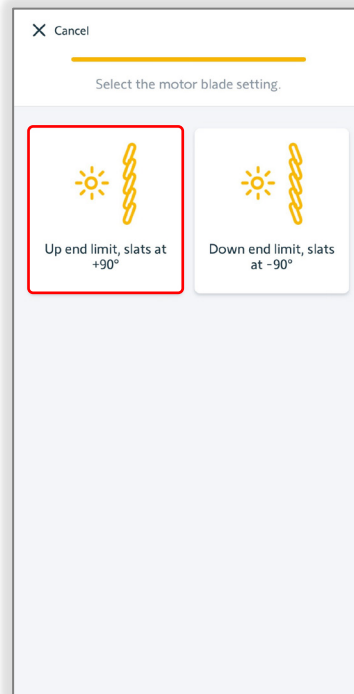 Cancel
Select the motor blade setting.
Up end limit, slats at
+90°
Down end limit, slats
at -90°